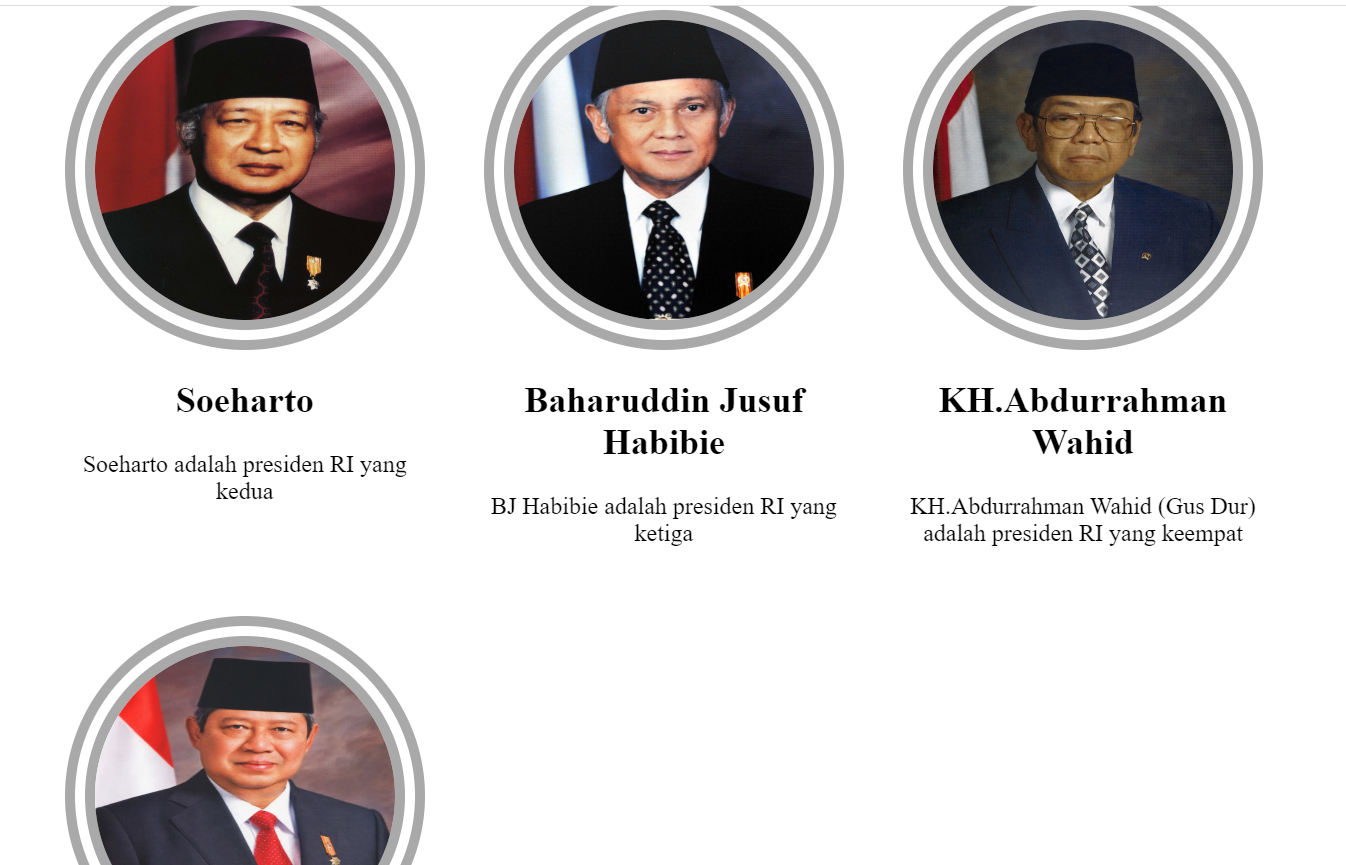 Soeharto
Soeharto adalah presiden RI yang
kedua
Baharuddin Jusuf
Habibie
BJ Habibie adalah presiden RI yang
ketiga
KH.Abdurrahman
Wahid
KH.Abdurrahman Wahid (Gus Dur)
adalah presiden RI yang keempat